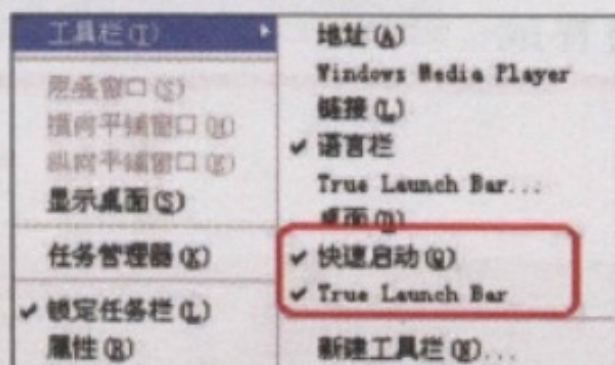 工具栏(T)
层叠窗口(S)
横向平铺窗口(H)
纵向平铺窗口(E)
显示桌面(S)
任务管理器(K)
✓ 锁定任务栏(L)
属性(R)
地址(A)
Windows Media Player
链接(L)
✓ 语言栏
True Launch Bar...
桌面(D)
✓ 快速启动(Q)
✓ True Launch Bar
新建工具栏(N)...